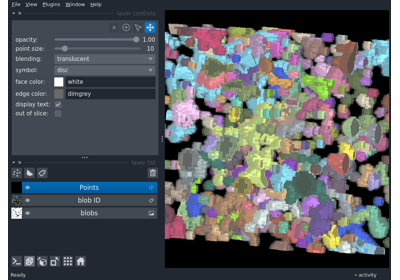 File View Plugins Window Help
layer controls
opacity: 1.00
point size: 10
blending: translucent
symbol: disc
face color: white
edge color: dimgrey
display text:
out of slice:
layer list
Points
blob ID
blobs
Ready
activity